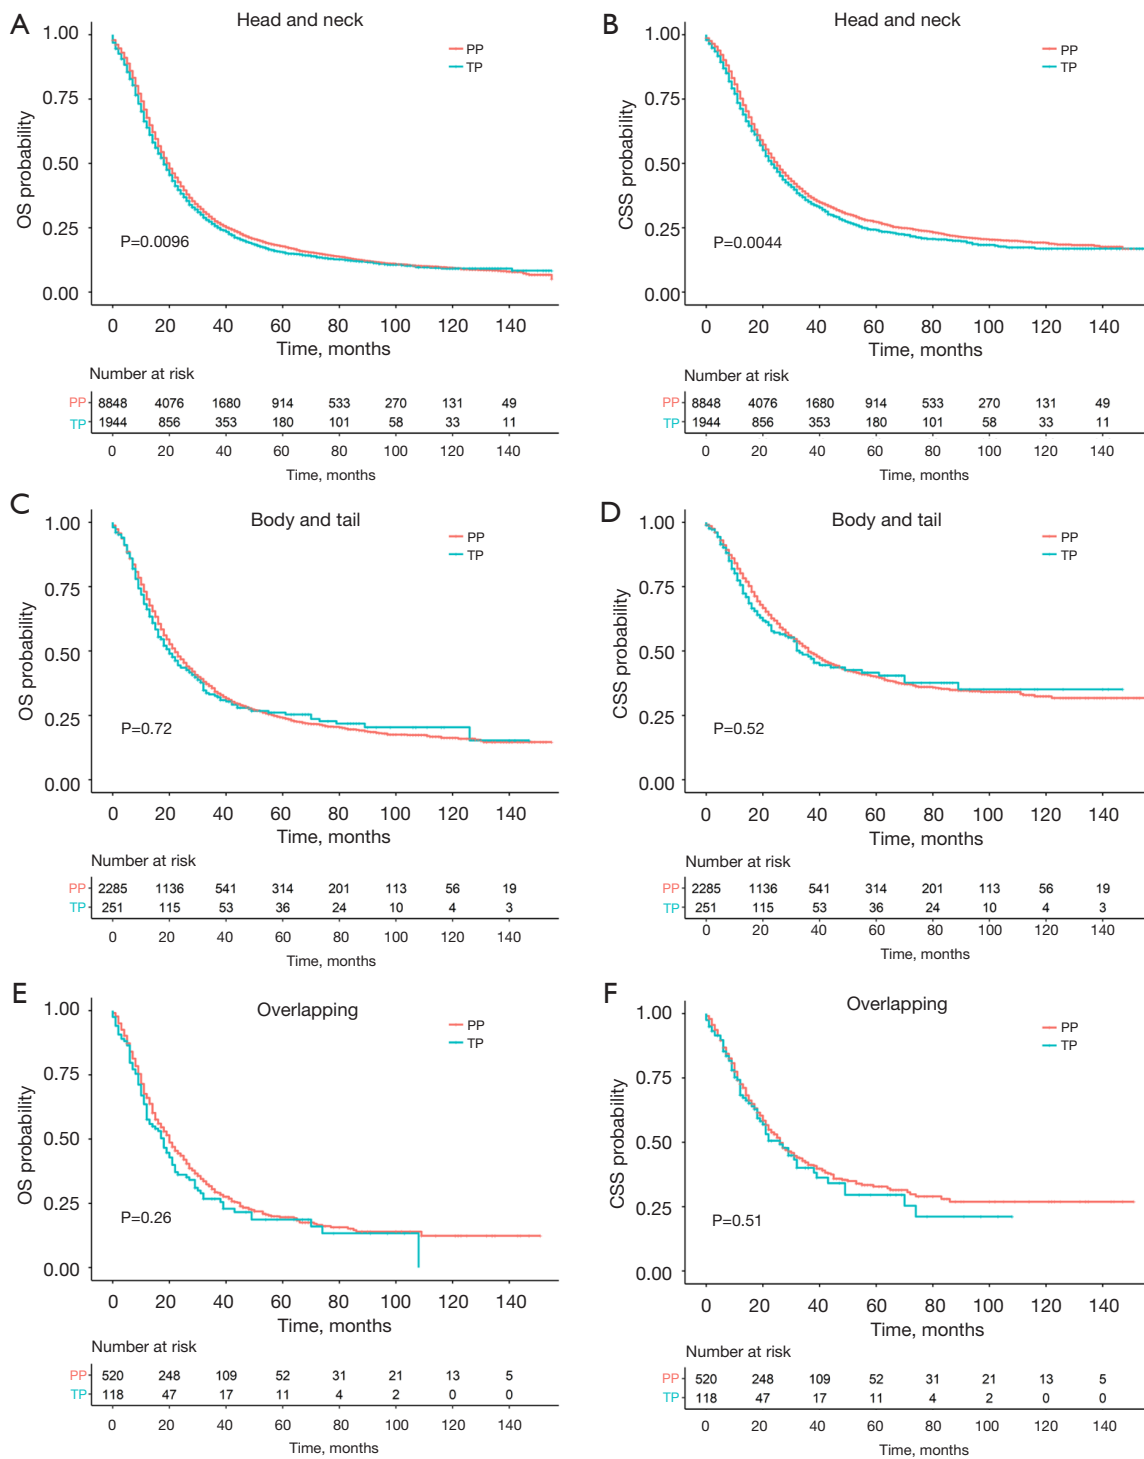 A
Head and neck
OS probability
1.00
0.75
0.50
0.25
0.00
PP
TP
P=0.0096
0 20 40 60 80 100 120 140
Time, months
Number at risk
PP 8848 4076 1680 914 533 270 131 49
TP 1944 856 353 180 101 58 33 11
0 20 40 60 80 100 120 140
Time, months
B
Head and neck
CSS probability
1.00
0.75
0.50
0.25
0.00
PP
TP
P=0.0044
0 20 40 60 80 100 120 140
Time, months
Number at risk
PP 8848 4076 1680 914 533 270 131 49
TP 1944 856 353 180 101 58 33 11
0 20 40 60 80 100 120 140
Time, months
C
Body and tail
OS probability
1.00
0.75
0.50
0.25
0.00
PP
TP
P=0.72
0 20 40 60 80 100 120 140
Time, months
Number at risk
PP 2285 1136 541 314 201 113 56 19
TP 251 115 53 36 24 10 4 3
0 20 40 60 80 100 120 140
Time, months
D
Body and tail
CSS probability
1.00
0.75
0.50
0.25
0.00
PP
TP
P=0.52
0 20 40 60 80 100 120 140
Time, months
Number at risk
PP 2285 1136 541 314 201 113 56 19
TP 251 115 53 36 24 10 4 3
0 20 40 60 80 100 120 140
Time, months
E
Overlapping
OS probability
1.00
0.75
0.50
0.25
0.00
PP
TP
P=0.26
0 20 40 60 80 100 120 140
Time, months
Number at risk
PP 520 248 109 52 31 21 13 5
TP 118 47 17 11 4 2 0 0
0 20 40 60 80 100 120 140
Time, months
F
Overlapping
CSS probability
1.00
0.75
0.50
0.25
0.00
PP
TP
P=0.51
0 20 40 60 80 100 120 140
Time, months
Number at risk
PP 520 248 109 52 31 21 13 5
TP 118 47 17 11 4 2 0 0
0 20 40 60 80 100 120 140
Time, months